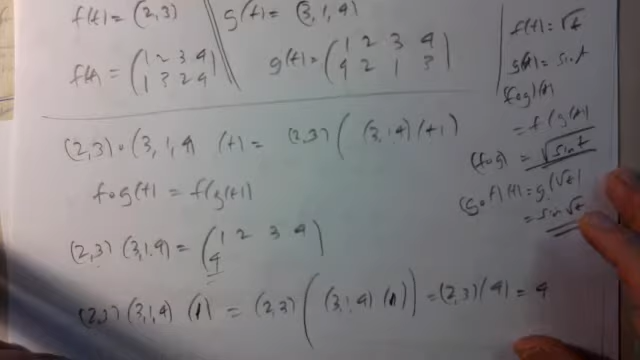 f(t) = (2,3)
g(t) = (3,1,4)
f(t) = (1 2 3 4
1 3 2 4)
g(t) = (1 2 3 4
4 2 1 3)
(2,3) ∘ (3,1,4) (t) = (2,3) ( (3,1,4) (t) )
f∘g(t) = f(g(t))
(2,3) (3,1,4) = (1 2 3 4
4 )
(2,3) (3,1,4) (1) = (2,3) ( (3,1,4) (1) ) = (2,3) (4) = 4
f(t) = √t
g(t) = sin t
(f∘g)(t)
= f(g(t))
(f∘g) = √sin t
(g∘f)(t) = g(√t)
= sin √t